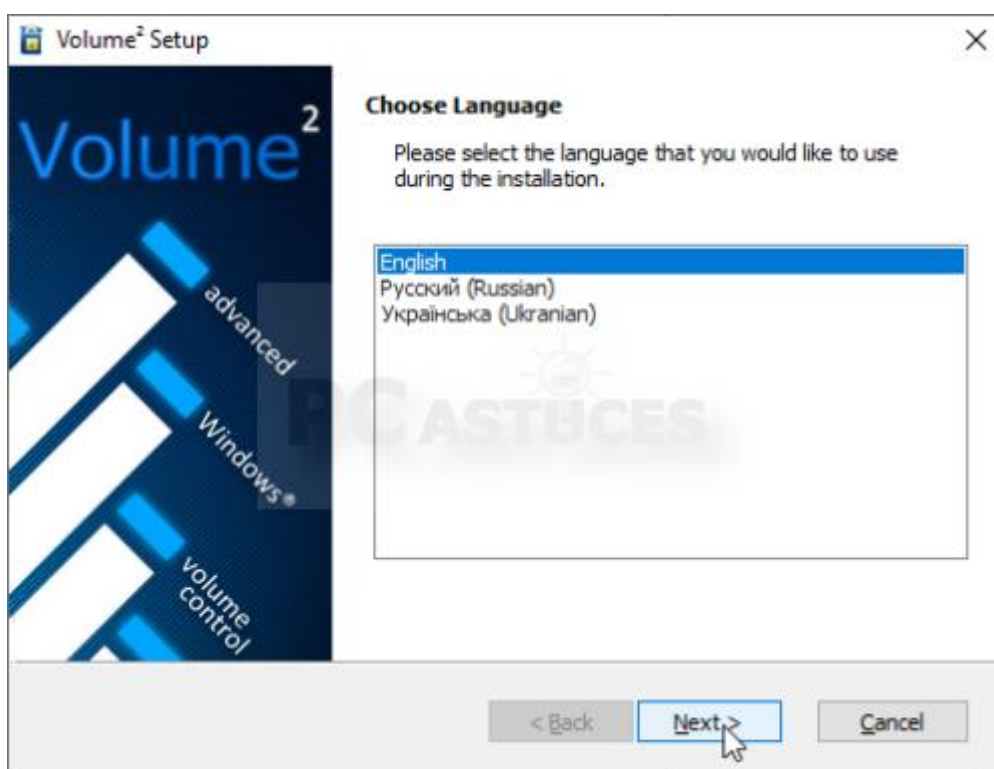 Volume² Setup
Volume²
advanced
Windows®
volume
control
Choose Language
Please select the language that you would like to use
during the installation.
English
Русский (Russian)
Українська (Ukranian)
PC ASTUCES
< Back
Next >
Cancel